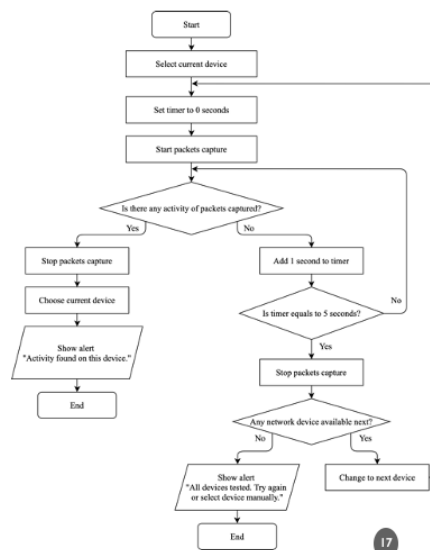 Start
Select current device
Set timer to 0 seconds
Start packets capture
Is there any activity of packets captured?
Yes
No
Stop packets capture
Add 1 second to timer
Choose current device
No
Is timer equals to 5 seconds?
Show alert
"Activity found on this device."
Yes
Stop packets capture
End
Any network device available next?
No
Yes
Show alert
"All devices tested. Try again
or select device manually."
Change to next device
End
17